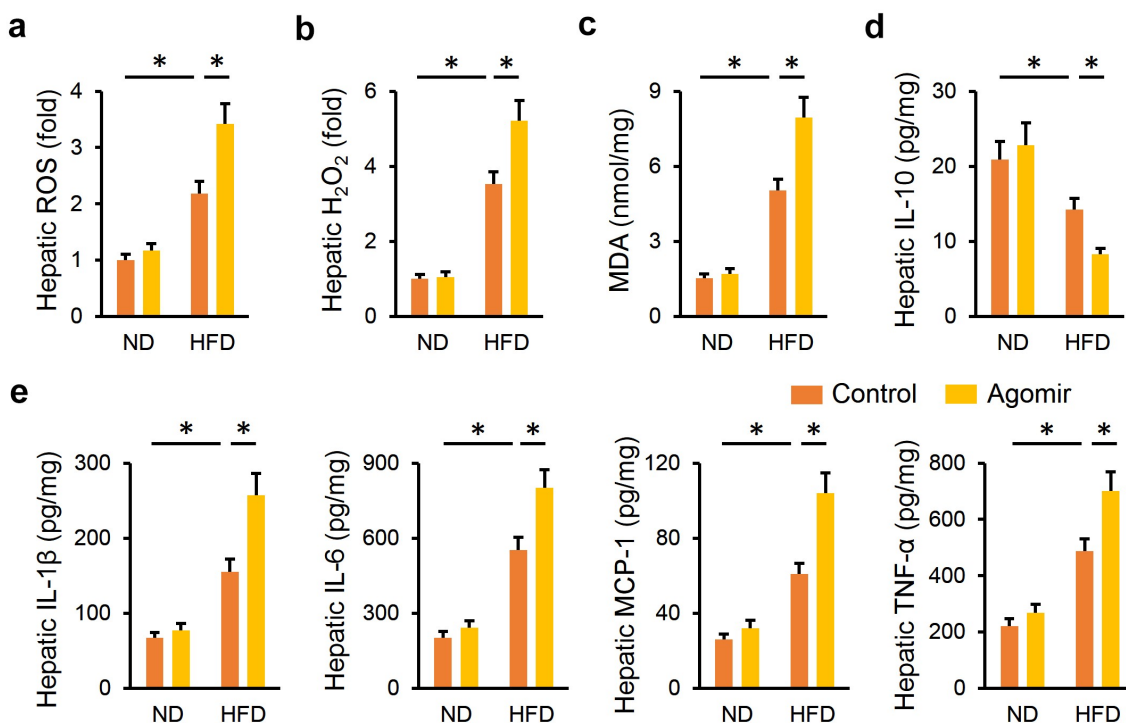 a
* *
Hepatic ROS (fold)
4
3
2
1
0
ND HFD
b
* *
Hepatic H₂O₂ (fold)
6
4
2
0
ND HFD
c
* *
MDA (nmol/mg)
9
6
3
0
ND HFD
d
* *
Hepatic IL-10 (pg/mg)
30
20
10
0
ND HFD
e
Control Agomir
* *
Hepatic IL-1β (pg/mg)
300
200
100
0
ND HFD
* *
Hepatic IL-6 (pg/mg)
900
600
300
0
ND HFD
* *
Hepatic MCP-1 (pg/mg)
120
80
40
0
ND HFD
* *
Hepatic TNF-α (pg/mg)
800
600
400
200
0
ND HFD